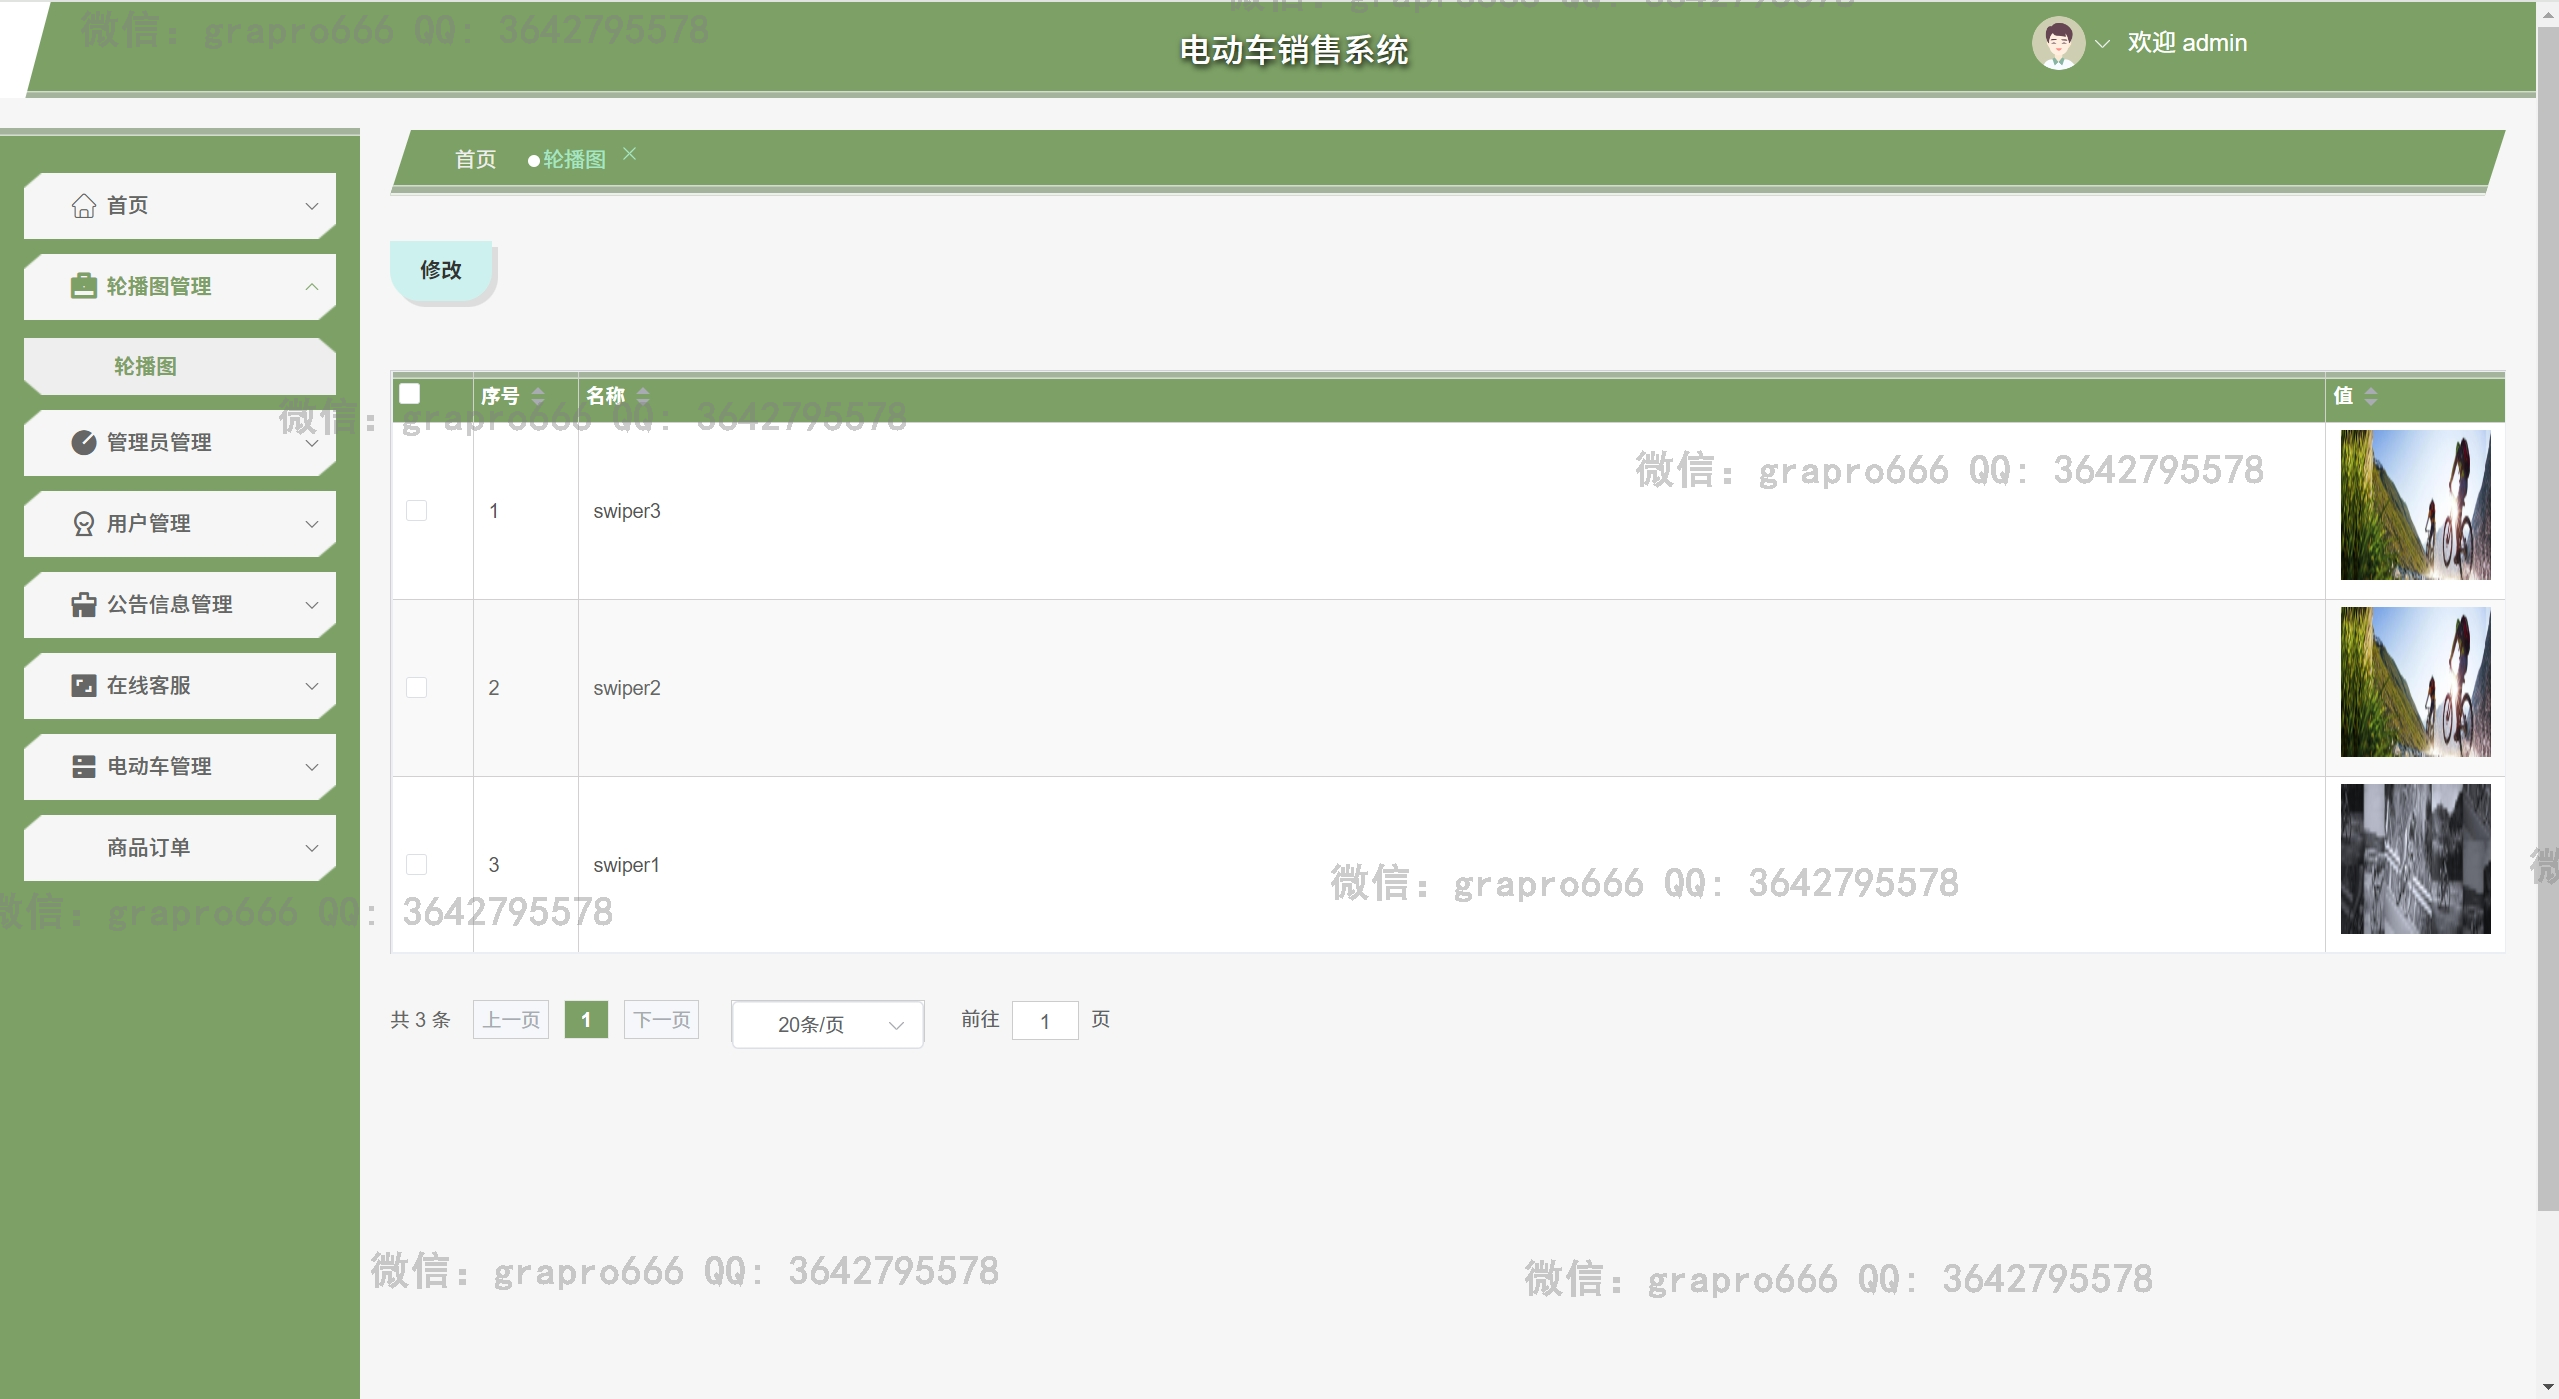 微信: grapro666 QQ: 3642795578
电动车销售系统
欢迎 admin
首页
轮播图
首页
轮播图管理
轮播图
管理员管理
用户管理
公告信息管理
在线客服
电动车管理
商品订单
修改
序号 名称 值
微信: grapro666 QQ: 3642795578
微信: grapro666 QQ: 3642795578
1 swiper3
2 swiper2
3 swiper1
微信: grapro666 QQ: 3642795578
微信: grapro666 QQ: 3642795578
共 3 条 上一页 1 下一页 20条/页 前往 1 页
微信: grapro666 QQ: 3642795578
微信: grapro666 QQ: 3642795578